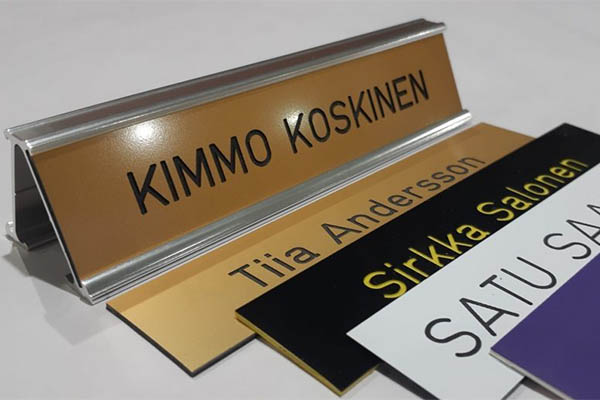 KIMMO KOSKINEN
Tiia Andersson
Sirkka Salonen
SATU